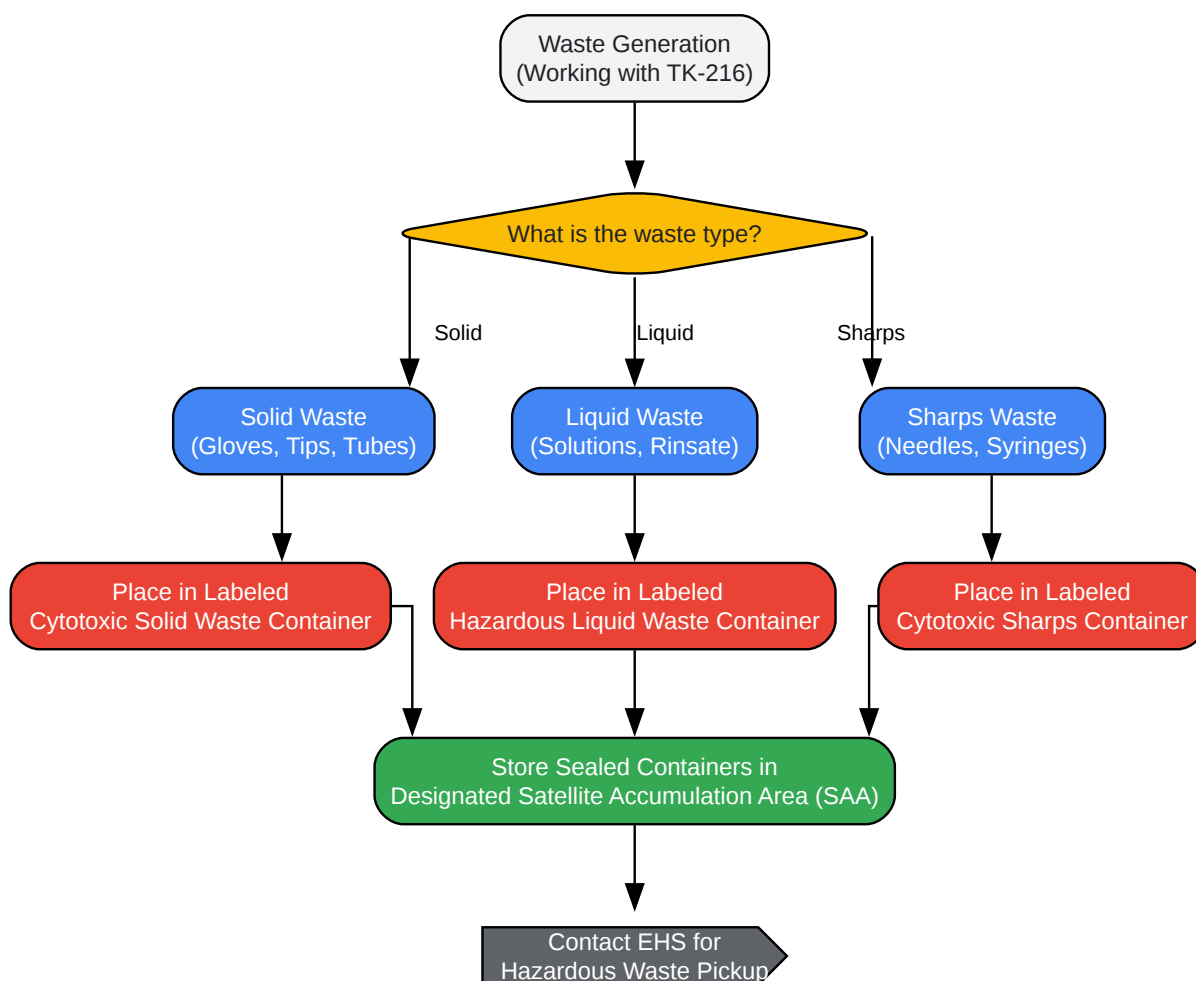 Waste Generation
(Working with TK-216)
What is the waste type?
Solid
Liquid
Sharps
Solid Waste
(Gloves, Tips, Tubes)
Liquid Waste
(Solutions, Rinsate)
Sharps Waste
(Needles, Syringes)
Place in Labeled
Cytotoxic Solid Waste Container
Place in Labeled
Hazardous Liquid Waste Container
Place in Labeled
Cytotoxic Sharps Container
Store Sealed Containers in
Designated Satellite Accumulation Area (SAA)
Contact EHS for
Hazardous Waste Pickup